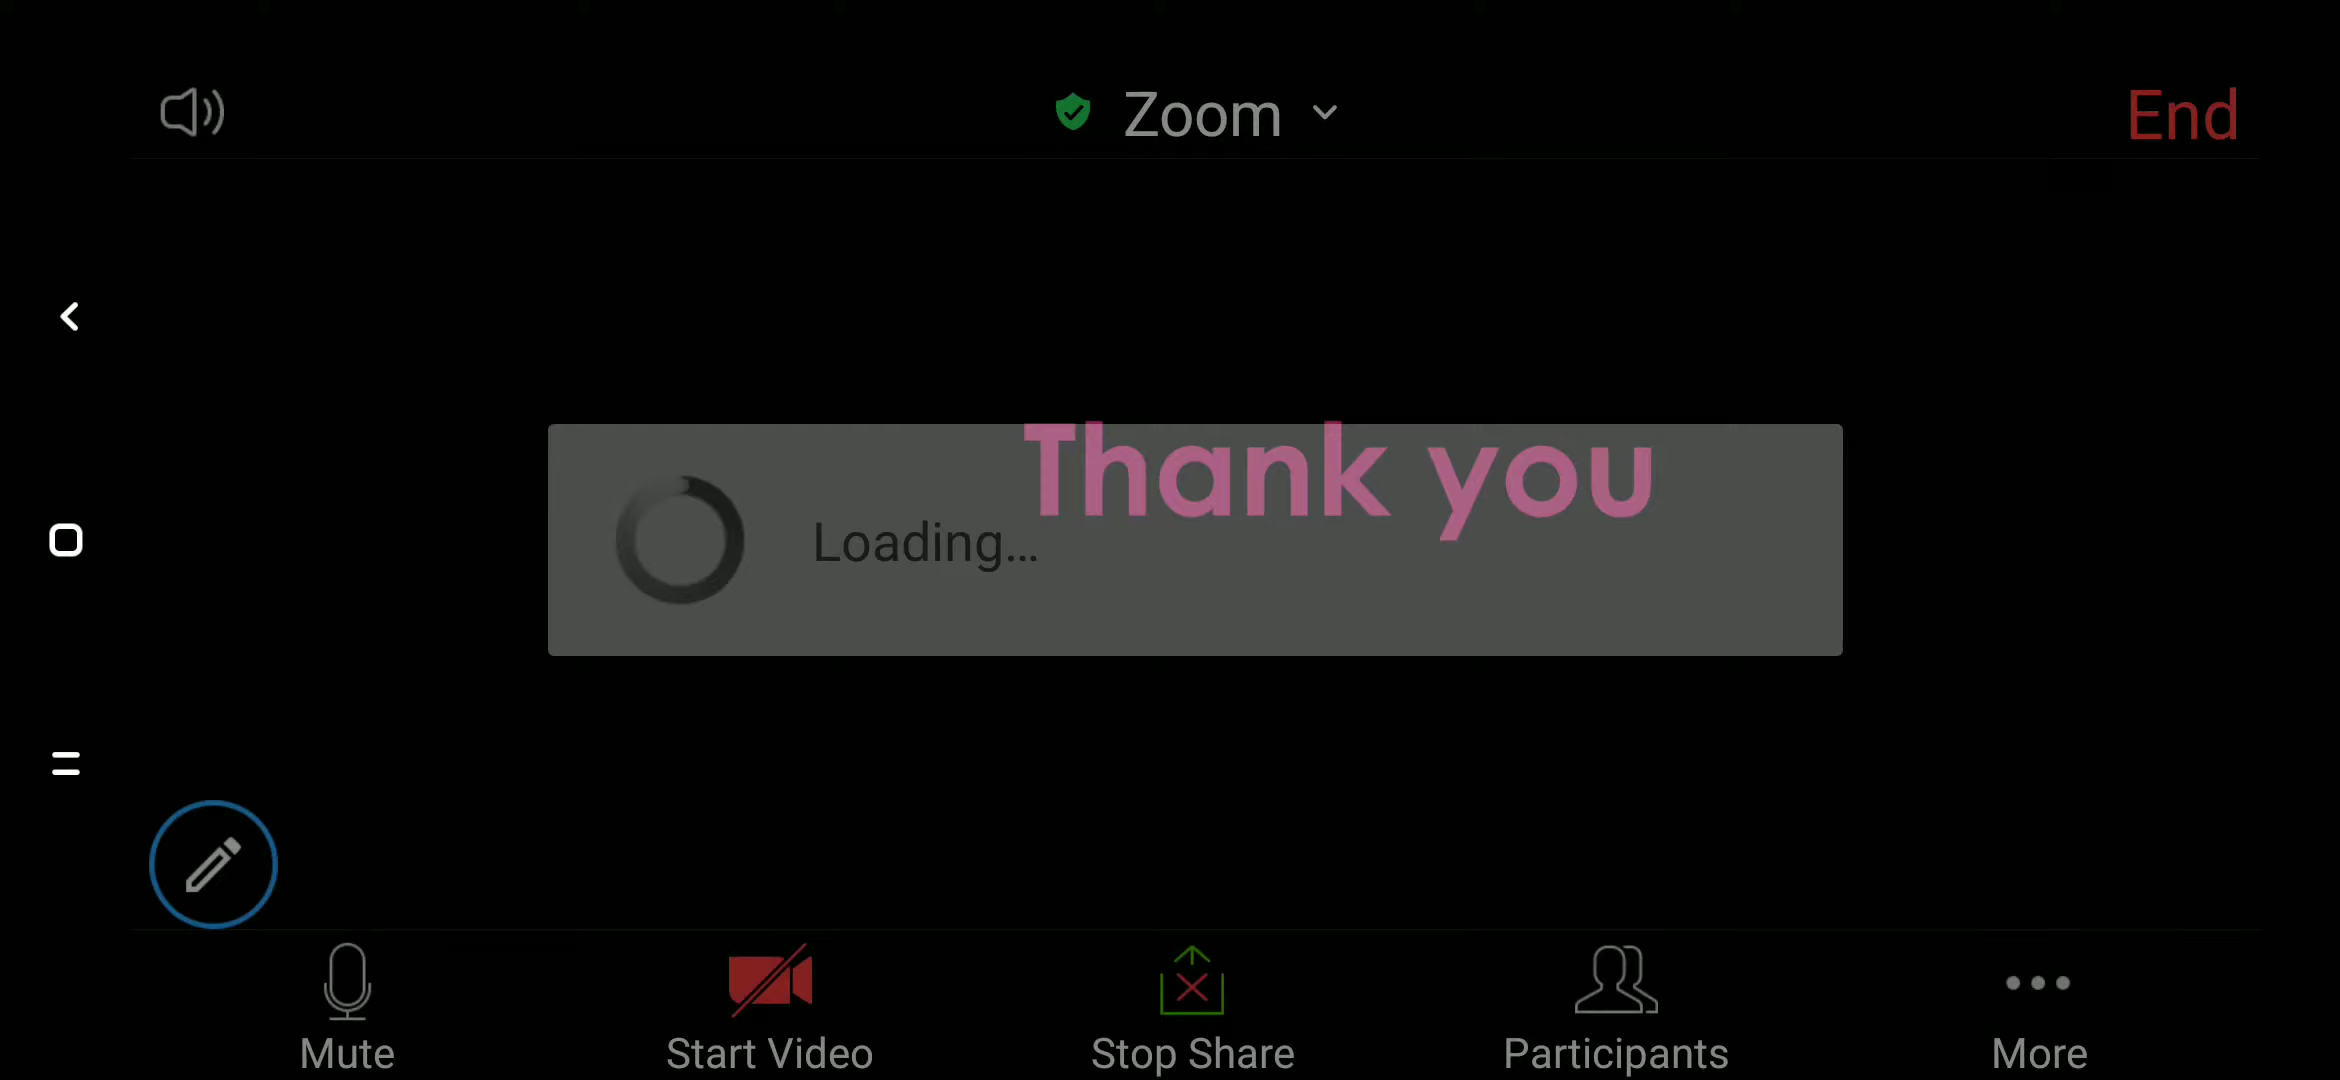 Zoom
End
Thank you
Loading...
Mute
Start Video
Stop Share
Participants
More